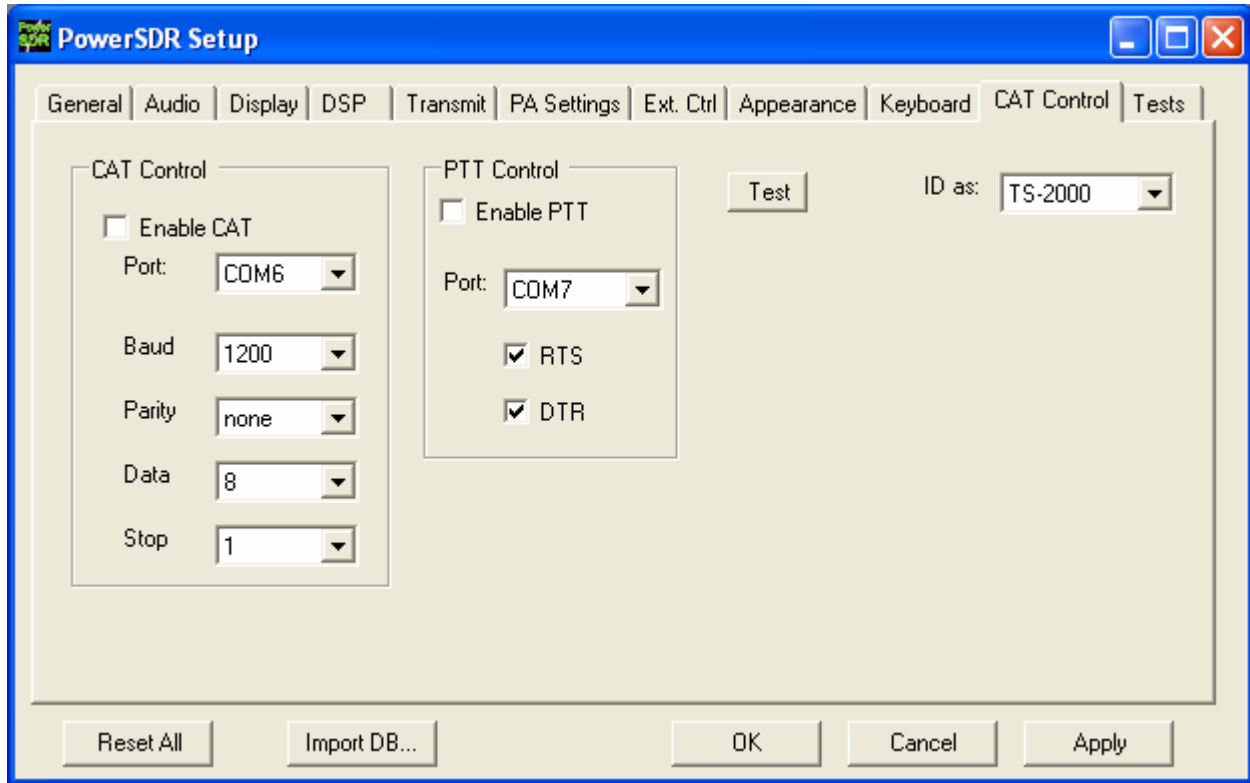 PowerSDR Setup
General Audio Display DSP Transmit PA Settings Ext. Ctrl Appearance Keyboard CAT Control Tests
CAT Control
Enable CAT
Port: COM6
Baud 1200
Parity none
Data 8
Stop 1
PTT Control
Enable PTT
Port: COM7
RTS
DTR
Test
ID as: TS-2000
Reset All Import DB... OK Cancel Apply